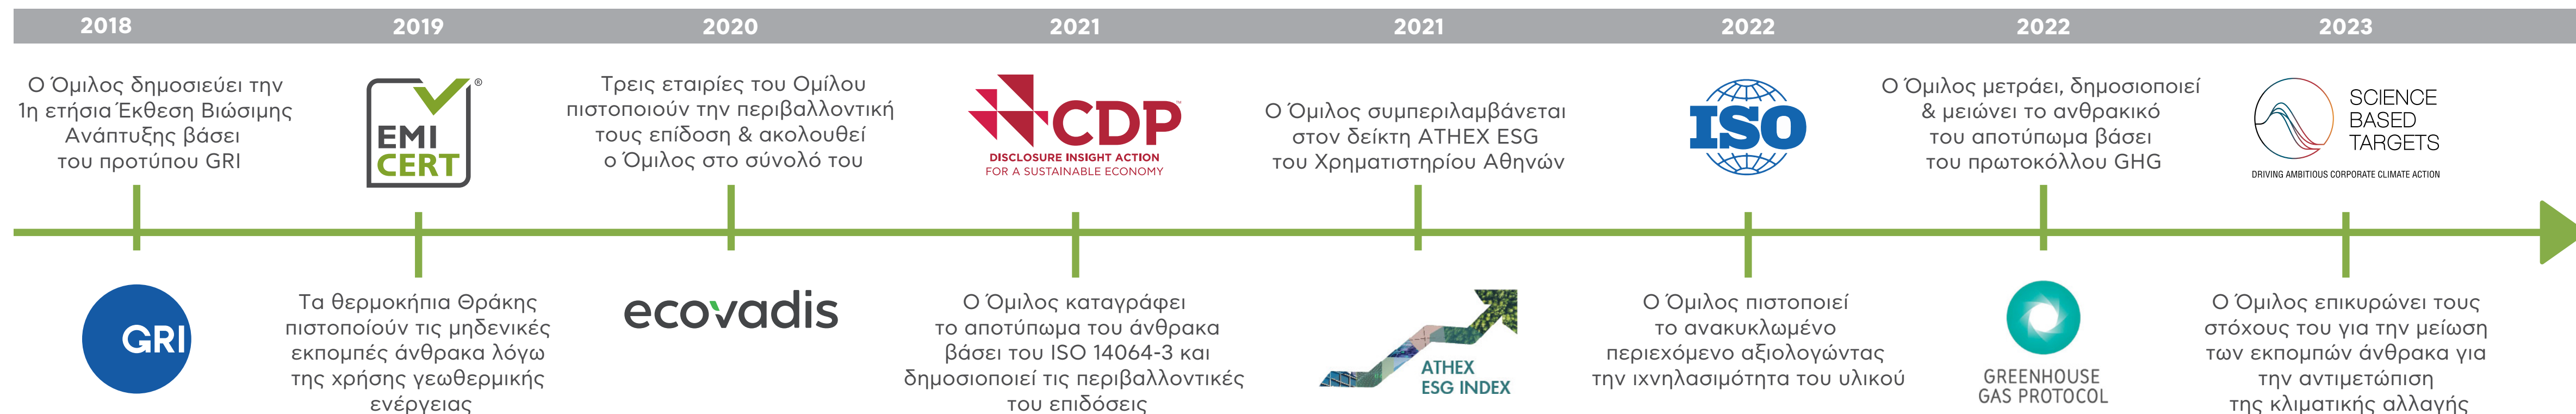 2018
Ο Όμιλος δημοσιεύει την
1η ετήσια Έκθεση Βιώσιμης
Ανάπτυξης βάσει
του προτύπου GRI
GRI
2019
EMI
CERT
®
Τα θερμοκήπια Θράκης
πιστοποίούν τις μηδενικές
εκπομπές άνθρακα λόγω
της χρήσης γεωθερμικής
ενέργειας
2020
Τρεις εταιρίες του Ομίλου
πιστοποιούν την περιβαλλοντική
τους επίδοση & ακολουθεί
ο Όμιλος στο σύνολό του
ecovadis
2021
CDP™
DISCLOSURE INSIGHT ACTION
FOR A SUSTAINABLE ECONOMY
Ο Όμιλος καταγράφει
το αποτύπωμα του άνθρακα
βάσει του ISO 14064-3 και
δημοσιοποιεί τις περιβαλλοντικές
του επιδόσεις
2021
Ο Όμιλος συμπεριλαμβάνεται
στον δείκτη ATHEX ESG
του Χρηματιστηρίου Αθηνών
ATHEX
ESG INDEX
2022
ISO
Ο Όμιλος πιστοποιεί
το ανακυκλωμένο
περιεχόμενο αξιολογώντας
την ιχνηλασιμότητα του υλικού
2022
Ο Όμιλος μετράει, δημοσιοποιεί
& μειώνει το ανθρακικό
του αποτύπωμα βάσει
του πρωτοκόλλου GHG
GREENHOUSE
GAS PROTOCOL
2023
SCIENCE
BASED
TARGETS
DRIVING AMBITIOUS CORPORATE CLIMATE ACTION
Ο Όμιλος επικυρώνει τους
στόχους του για την μείωση
των εκπομπών άνθρακα για
την αντιμετώπιση
της κλιματικής αλλαγής